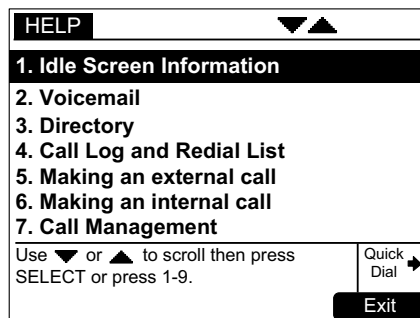 HELP
1. Idle Screen Information
2. Voicemail
3. Directory
4. Call Log and Redial List
5. Making an external call
6. Making an internal call
7. Call Management
Use ▼ or ▲ to scroll then press
SELECT or press 1-9.
Quick
Dial
Exit